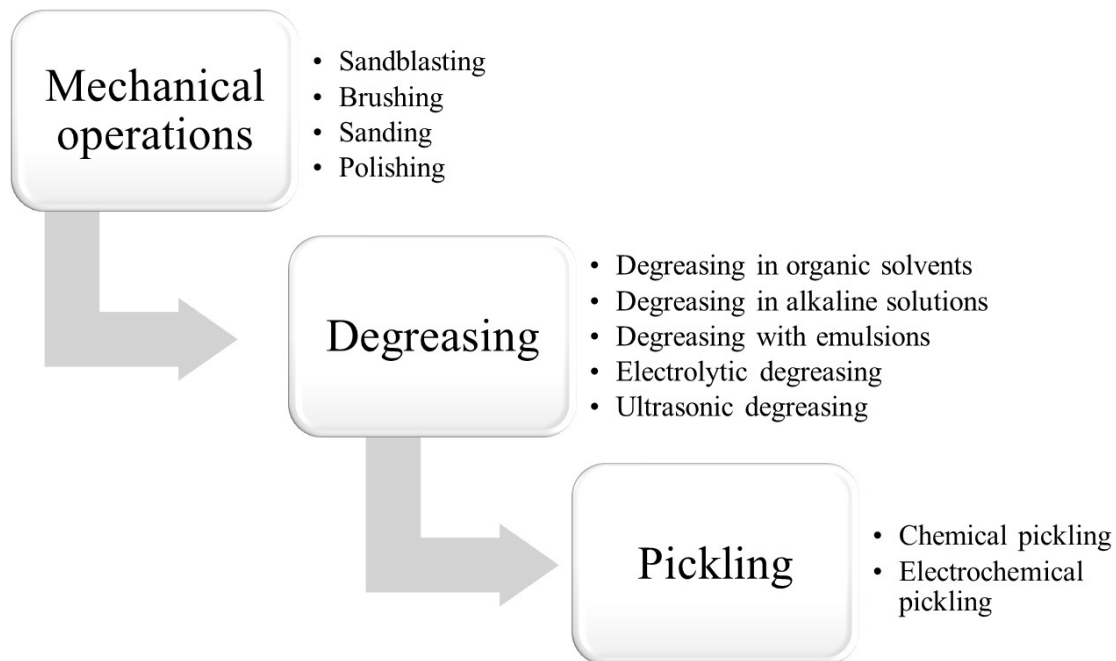 Mechanical
operations
• Sandblasting
• Brushing
• Sanding
• Polishing
Degreasing
• Degreasing in organic solvents
• Degreasing in alkaline solutions
• Degreasing with emulsions
• Electrolytic degreasing
• Ultrasonic degreasing
Pickling
• Chemical pickling
• Electrochemical
pickling